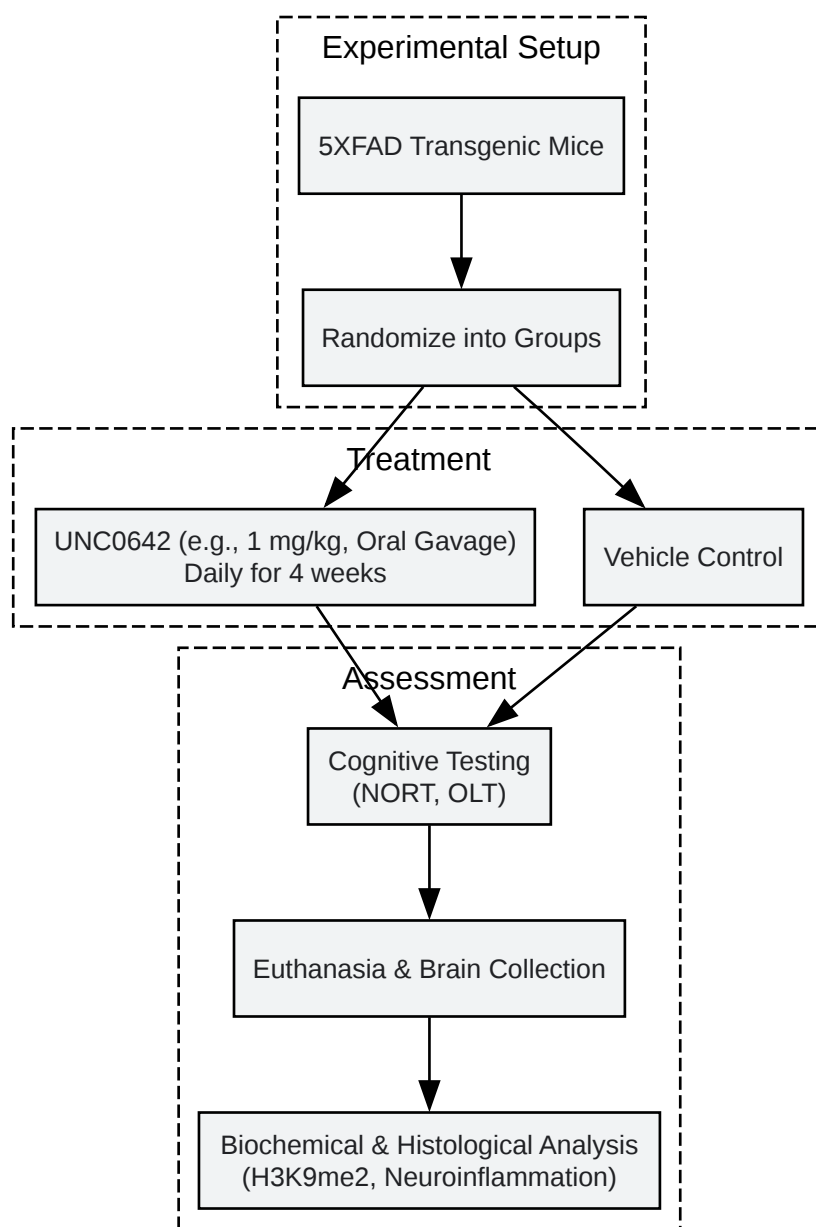 Experimental Setup
5XFAD Transgenic Mice
Randomize into Groups
Treatment
UNC0642 (e.g., 1 mg/kg, Oral Gavage)
Daily for 4 weeks
Vehicle Control
Assessment
Cognitive Testing
(NORT, OLT)
Euthanasia & Brain Collection
Biochemical & Histological Analysis
(H3K9me2, Neuroinflammation)